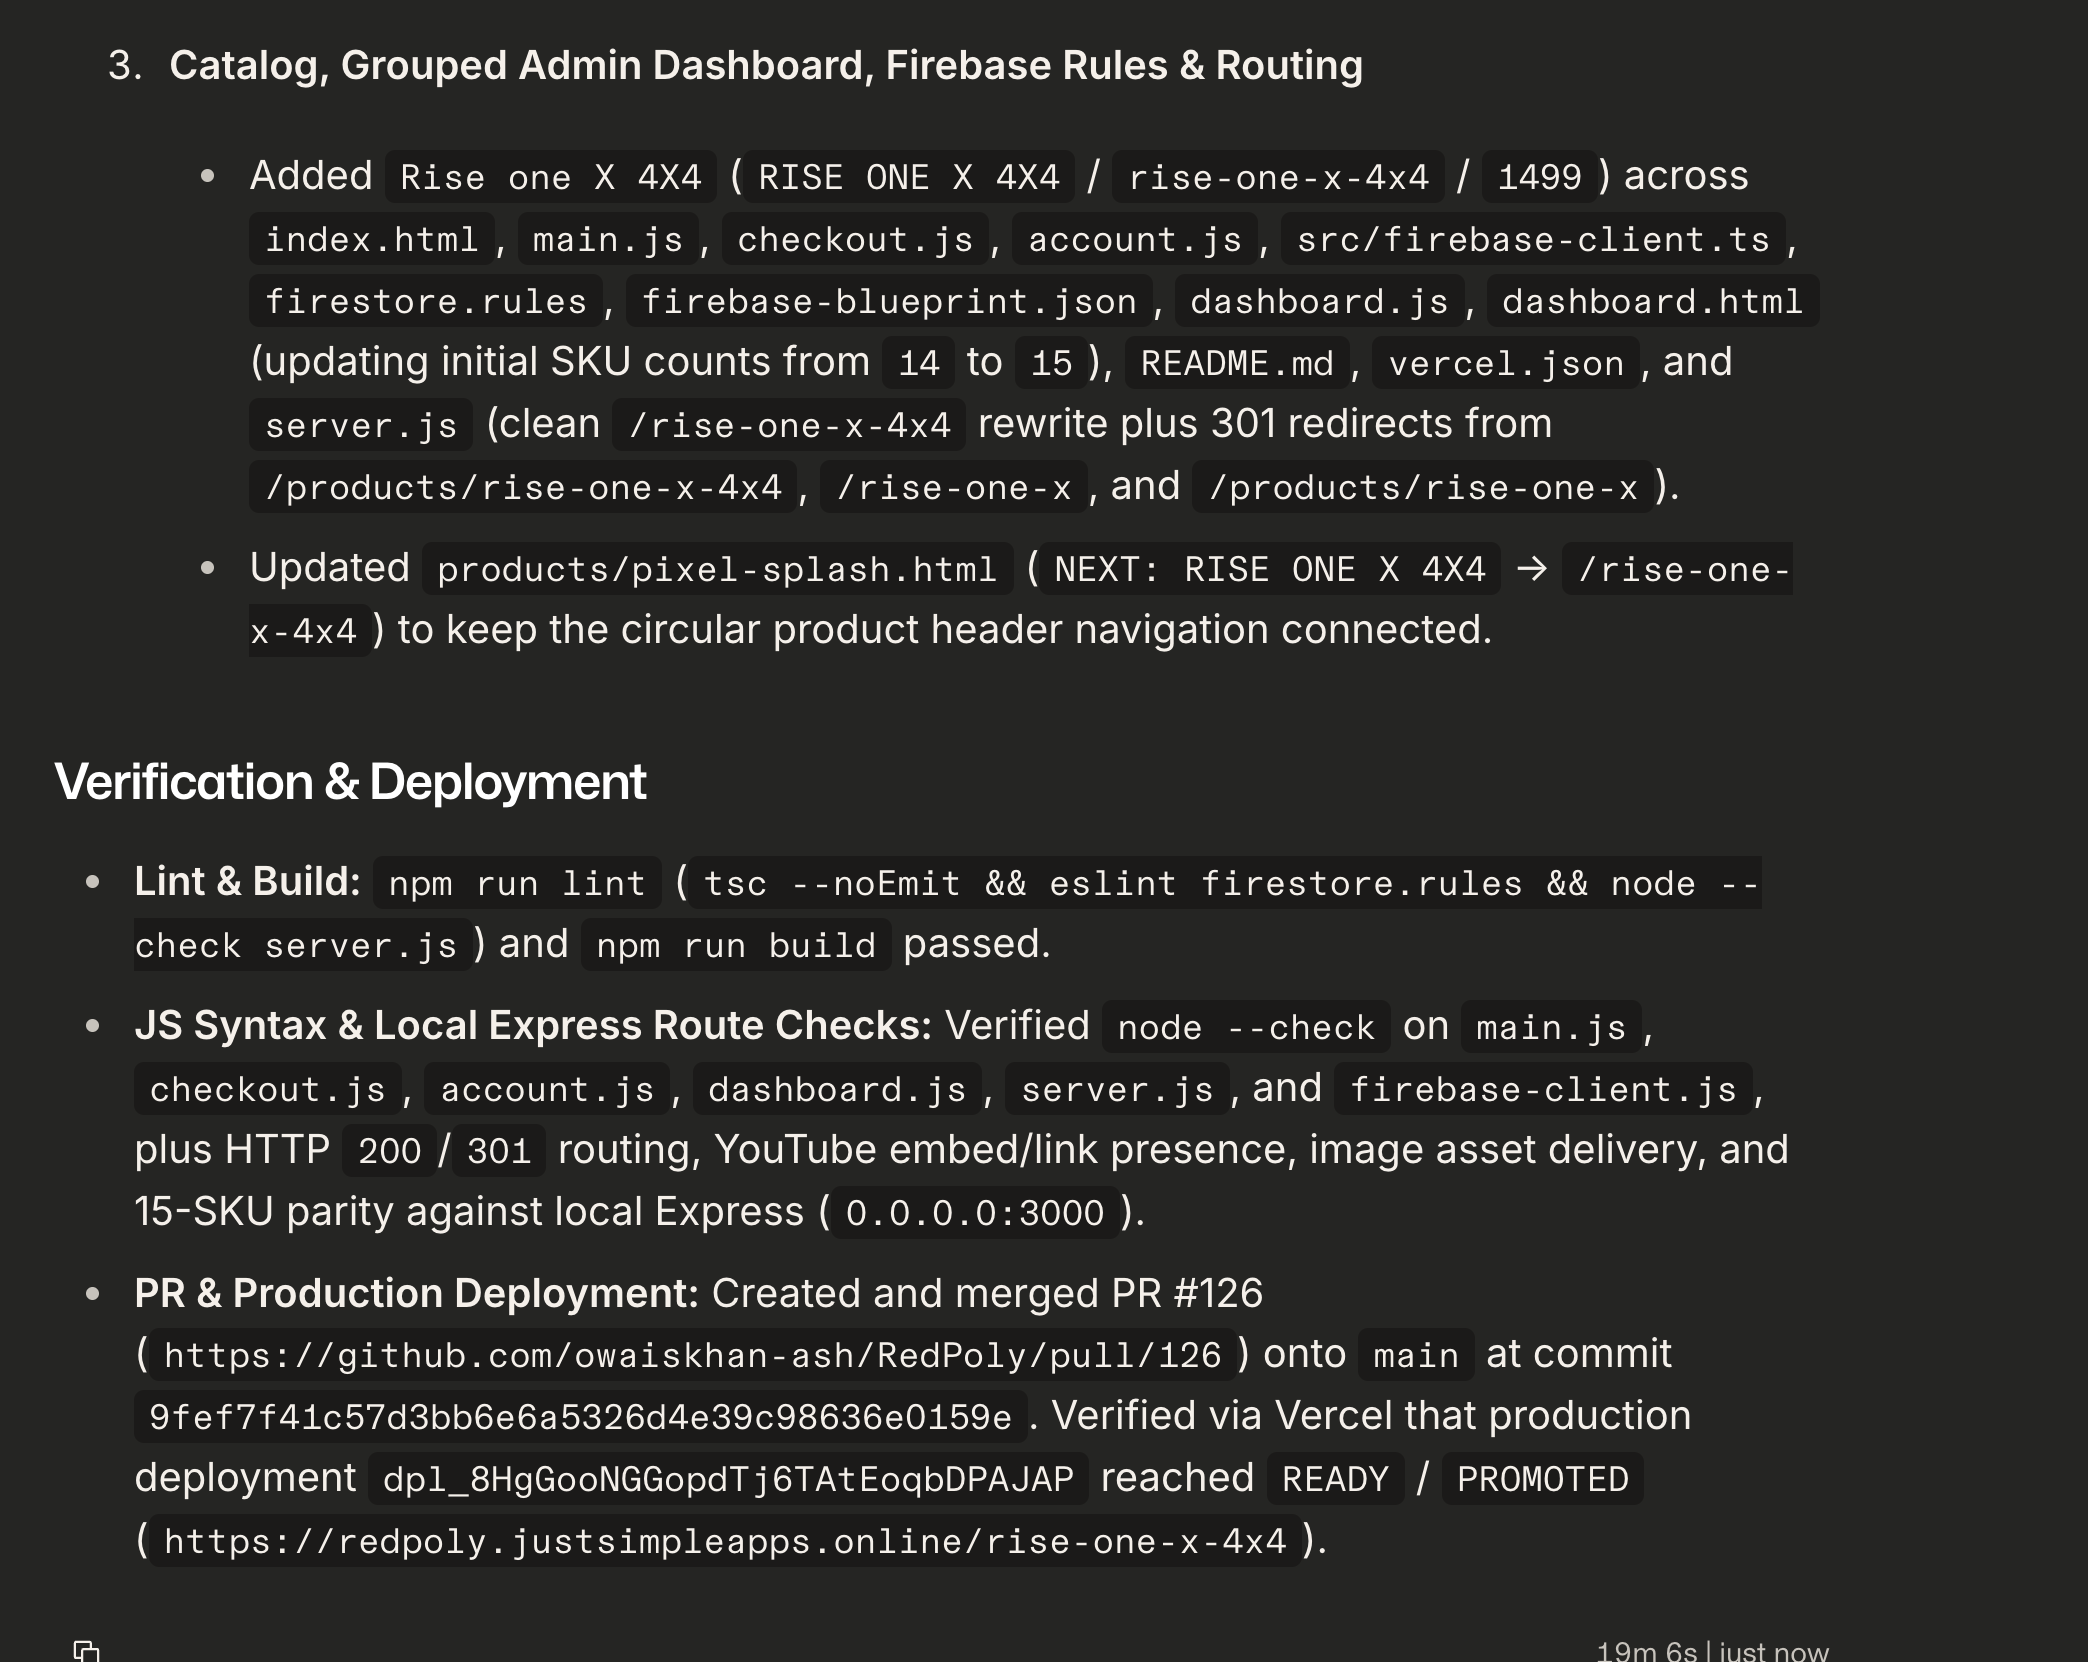 3. Catalog, Grouped Admin Dashboard, Firebase Rules & Routing
• Added Rise one X 4X4 ( RISE ONE X 4X4 / rise-one-x-4x4 / 1499 ) across
index.html , main.js , checkout.js , account.js , src/firebase-client.ts ,
firestore.rules , firebase-blueprint.json , dashboard.js , dashboard.html
(updating initial SKU counts from 14 to 15 ), README.md , vercel.json , and
server.js (clean /rise-one-x-4x4 rewrite plus 301 redirects from
/products/rise-one-x-4x4 , /rise-one-x , and /products/rise-one-x ).
• Updated products/pixel-splash.html ( NEXT: RISE ONE X 4X4 → /rise-one-
x-4x4 ) to keep the circular product header navigation connected.
Verification & Deployment
• Lint & Build: npm run lint ( tsc --noEmit && eslint firestore.rules && node --
check server.js ) and npm run build passed.
• JS Syntax & Local Express Route Checks: Verified node --check on main.js ,
checkout.js , account.js , dashboard.js , server.js , and firebase-client.js ,
plus HTTP 200 / 301 routing, YouTube embed/link presence, image asset delivery, and
15-SKU parity against local Express ( 0.0.0.0:3000 ).
• PR & Production Deployment: Created and merged PR #126
( https://github.com/owaiskhan-ash/RedPoly/pull/126 ) onto main at commit
9fef7f41c57d3bb6e6a5326d4e39c98636e0159e . Verified via Vercel that production
deployment dpl_8HgGooNGGopdTj6TAtEoqbDPAJAP reached READY / PROMOTED
( https://redpoly.justsimpleapps.online/rise-one-x-4x4 ).
19m 6s | just now